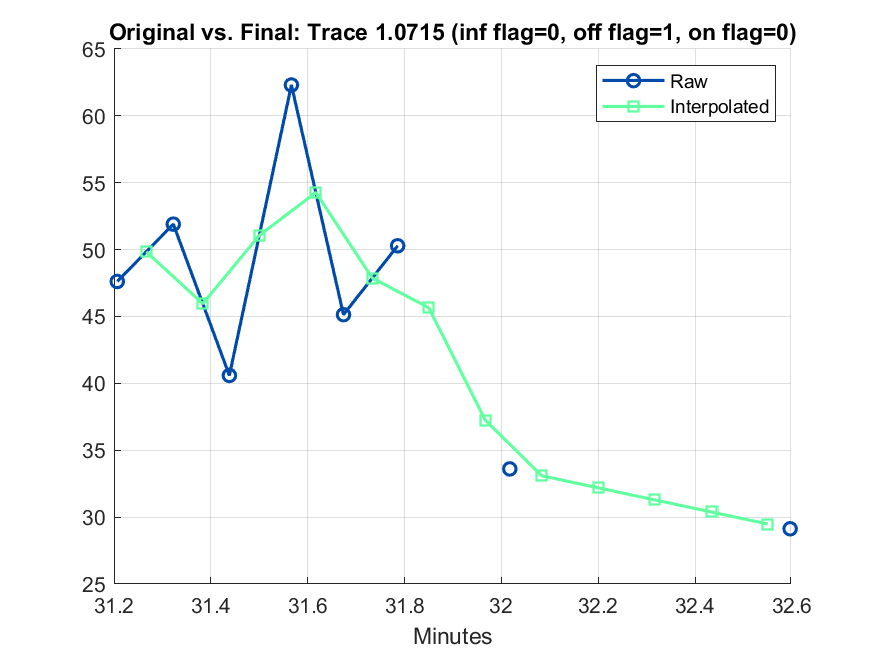 Original vs. Final: Trace 1.0715 (inf flag=0, off flag=1, on flag=0)
65
60
55
50
45
40
35
30
25
Raw
Interpolated
31.2 31.4 31.6 31.8 32 32.2 32.4 32.6
Minutes